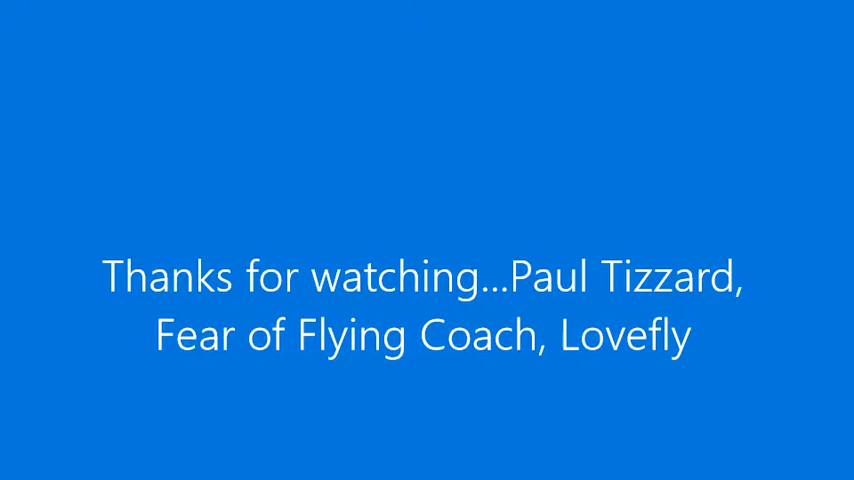 Thanks for watching...Paul Tizzard,
Fear of Flying Coach, Lovefly